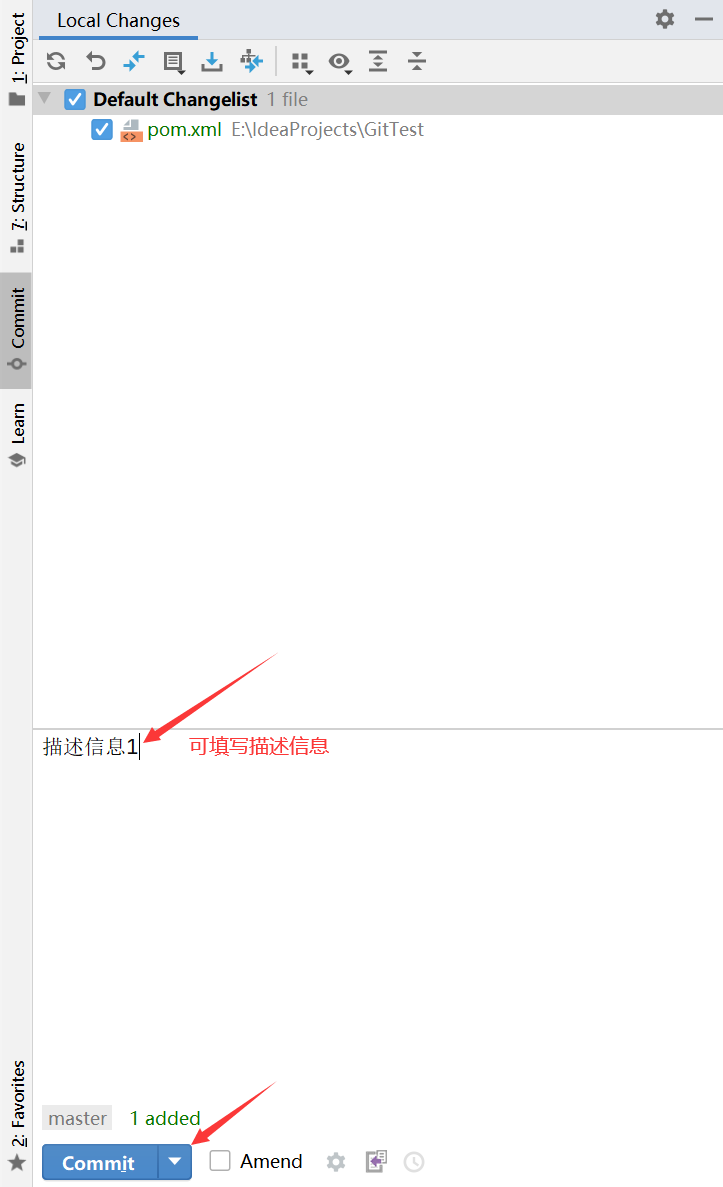 Local Changes
1: Project
7: Structure
Commit
Learn
2: Favorites
Default Changelist 1 file
pom.xml E:\IdeaProjects\GitTest
描述信息1 可填写描述信息
master 1 added
Commit Amend